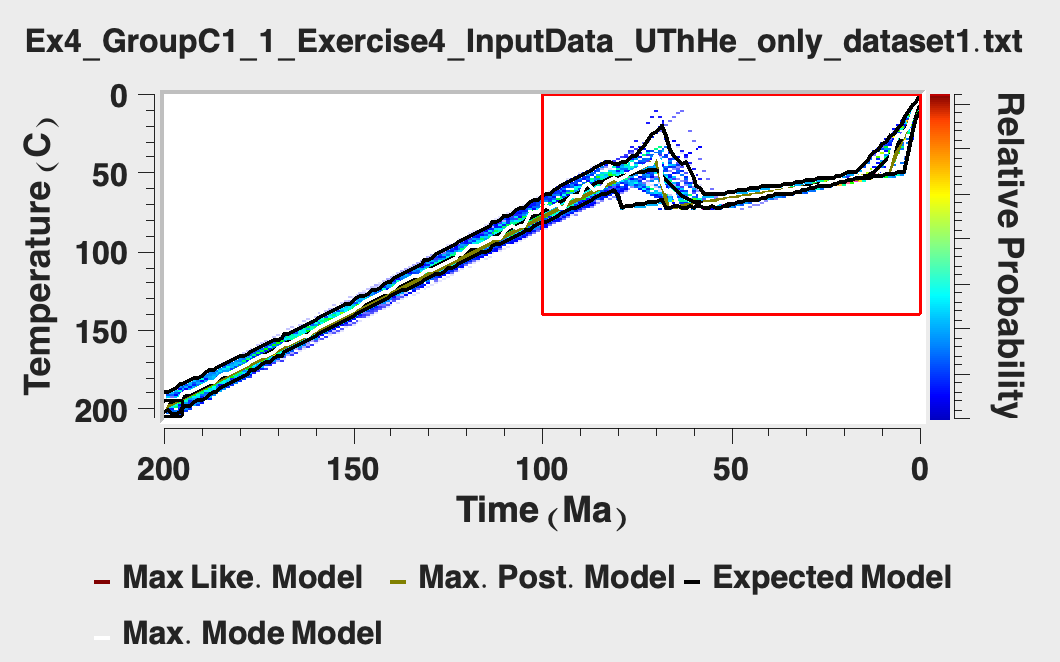 Ex4_GroupC1_1_Exercise4_InputData_UThHe_only_dataset1.txt
0
50
100
150
200
Temperature (C)
200 150 100 50 0
Time (Ma)
Relative Probability
Max Like. Model Max. Post. Model Expected Model
Max. Mode Model